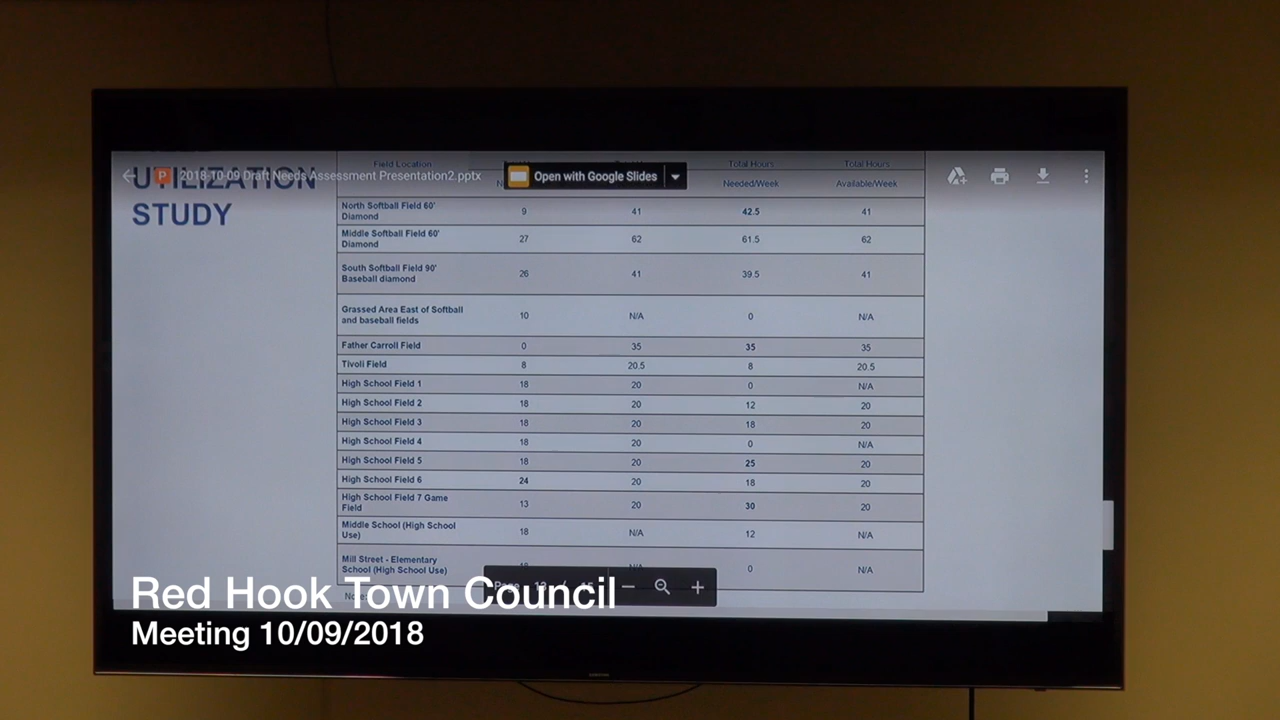 UTILIZATION
STUDY
2018-10-09 Draft Needs Assessment Presentation2.pptx
Open with Google Slides
Field Location Total Hours Total Hours
Needed/Week Available/Week
North Softball Field 60' 9 41 42.5 41
Diamond
Middle Softball Field 60' 27 62 61.5 62
Diamond
South Softball Field 90' 26 41 39.5 41
Baseball diamond
Grassed Area East of Softball 10 N/A 0 N/A
and baseball fields
Father Carroll Field 0 35 35 35
Tivoli Field 8 20.5 8 20.5
High School Field 1 18 20 0 N/A
High School Field 2 18 20 12 20
High School Field 3 18 20 18 20
High School Field 4 18 20 0 N/A
High School Field 5 18 20 25 20
High School Field 6 24 20 18 20
High School Field 7 Game 13 20 30 20
Field
Middle School (High School 18 N/A 12 N/A
Use)
Mill Street - Elementary 18 N/A 0 N/A
School (High School Use)
Page / 15
Red Hook Town Council
Meeting 10/09/2018
SAMSUNG